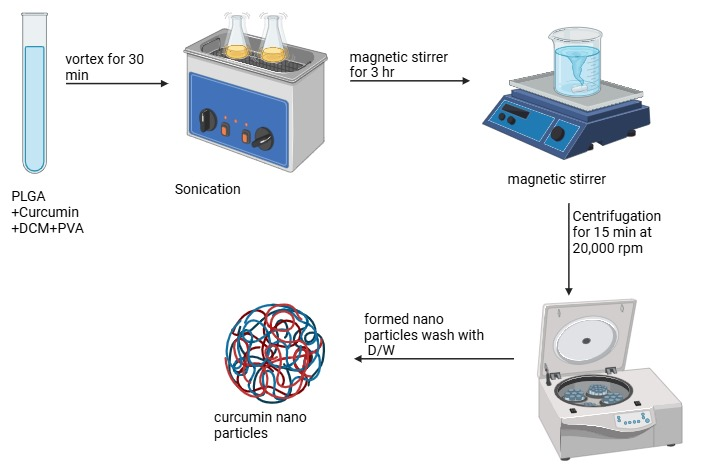 vortex for 30
min
magnetic stirrer
for 3 hr
PLGA
+Curcumin
+DCM+PVA
Sonication
magnetic stirrer
Centrifugation
for 15 min at
20,000 rpm
formed nano
particles wash with
D/W
curcumin nano
particles